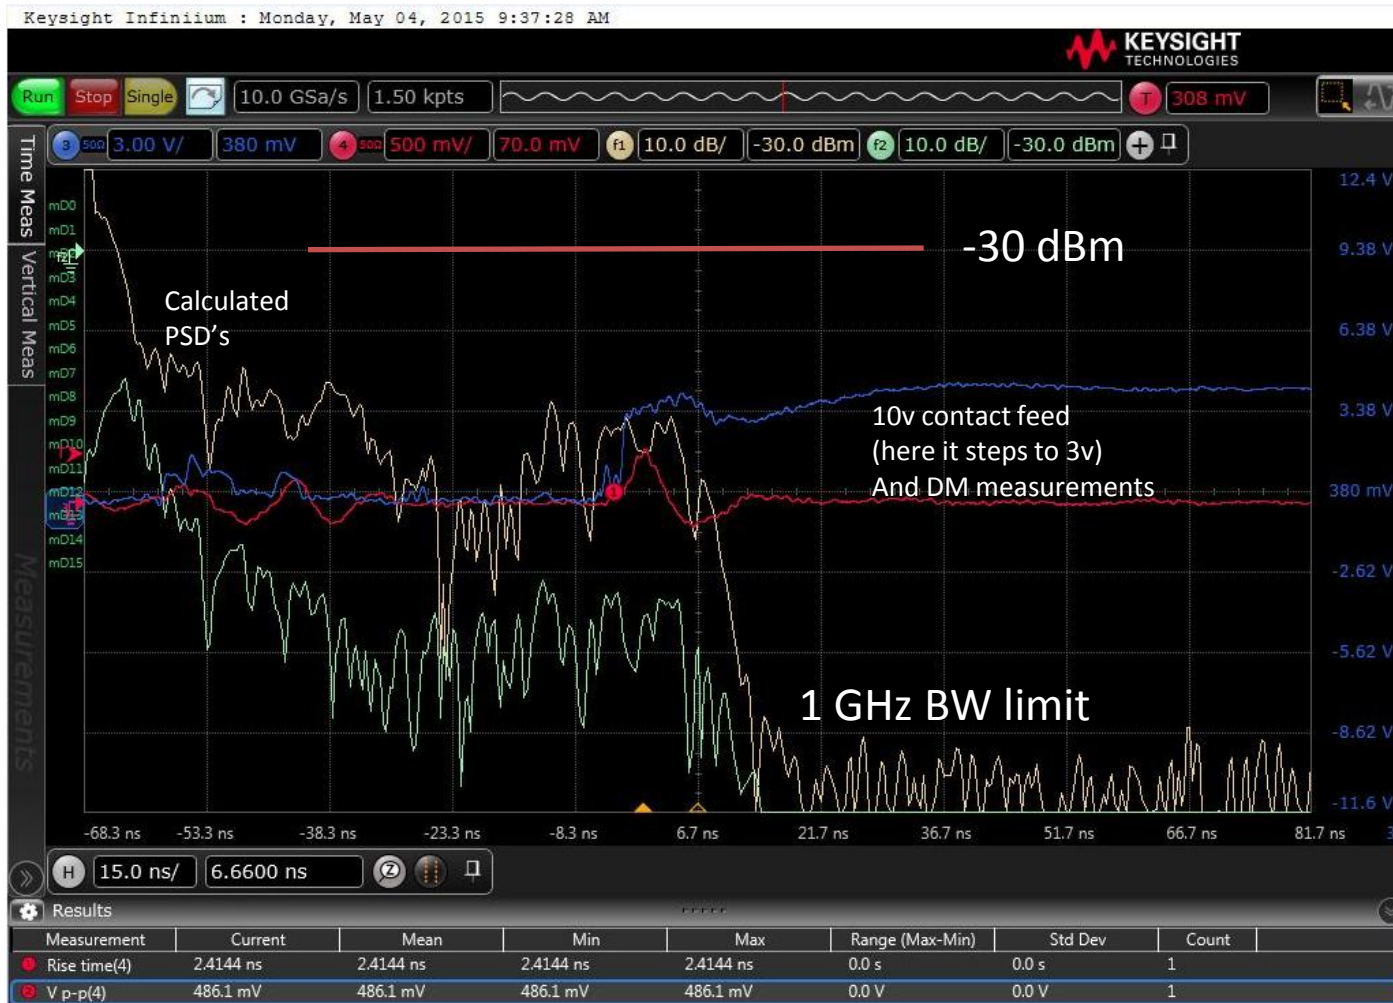 Keysight Infiniium : Monday, May 04, 2015 9:37:28 AM
KEYSIGHT
TECHNOLOGIES
Run Stop Single 10.0 GSa/s 1.50 kpts T 308 mV
3 50Ω 3.00 V/ 380 mV 4 50Ω 500 mV/ 70.0 mV f1 10.0 dB/ -30.0 dBm f2 10.0 dB/ -30.0 dBm
Time Meas
Vertical Meas
Measurements
mD0
mD1
mD3
mD4
mD5
mD6
mD7
mD8
mD9
mD10
mD11
mD12
mD13
mD14
mD15
-30 dBm
Calculated
PSD's
10v contact feed
(here it steps to 3v)
And DM measurements
1 GHz BW limit
12.4 V
9.38 V
6.38 V
3.38 V
380 mV
-2.62 V
-5.62 V
-8.62 V
-11.6 V
-68.3 ns -53.3 ns -38.3 ns -23.3 ns -8.3 ns 6.7 ns 21.7 ns 36.7 ns 51.7 ns 66.7 ns 81.7 ns
H 15.0 ns/ 6.6600 ns Z
Results
Measurement Current Mean Min Max Range (Max-Min) Std Dev Count
1 Rise time(4) 2.4144 ns 2.4144 ns 2.4144 ns 2.4144 ns 0.0 s 0.0 s 1
2 V p-p(4) 486.1 mV 486.1 mV 486.1 mV 486.1 mV 0.0 V 0.0 V 1